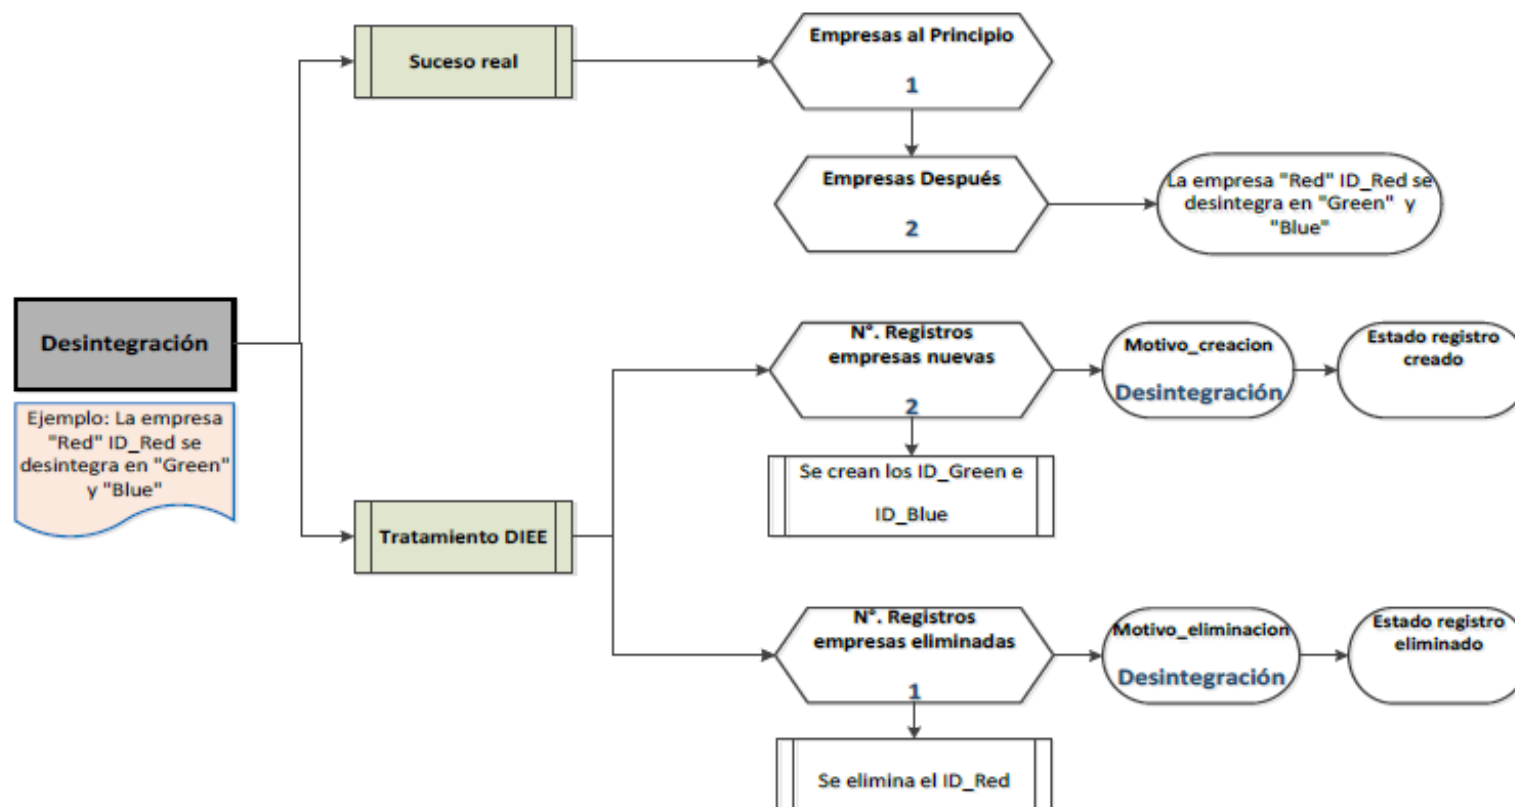 Suceso real
Empresas al Principio
1
Empresas Después
2
La empresa "Red" ID_Red se
desintegra en "Green" y
"Blue"
Desintegración
Ejemplo: La empresa
"Red" ID_Red se
desintegra en "Green"
y "Blue"
Tratamiento DIEE
N°. Registros
empresas nuevas
2
Motivo_creacion
Desintegración
Estado registro
creado
Se crean los ID_Green e
ID_Blue
N°. Registros
empresas eliminadas
1
Motivo_eliminacion
Desintegración
Estado registro
eliminado
Se elimina el ID_Red